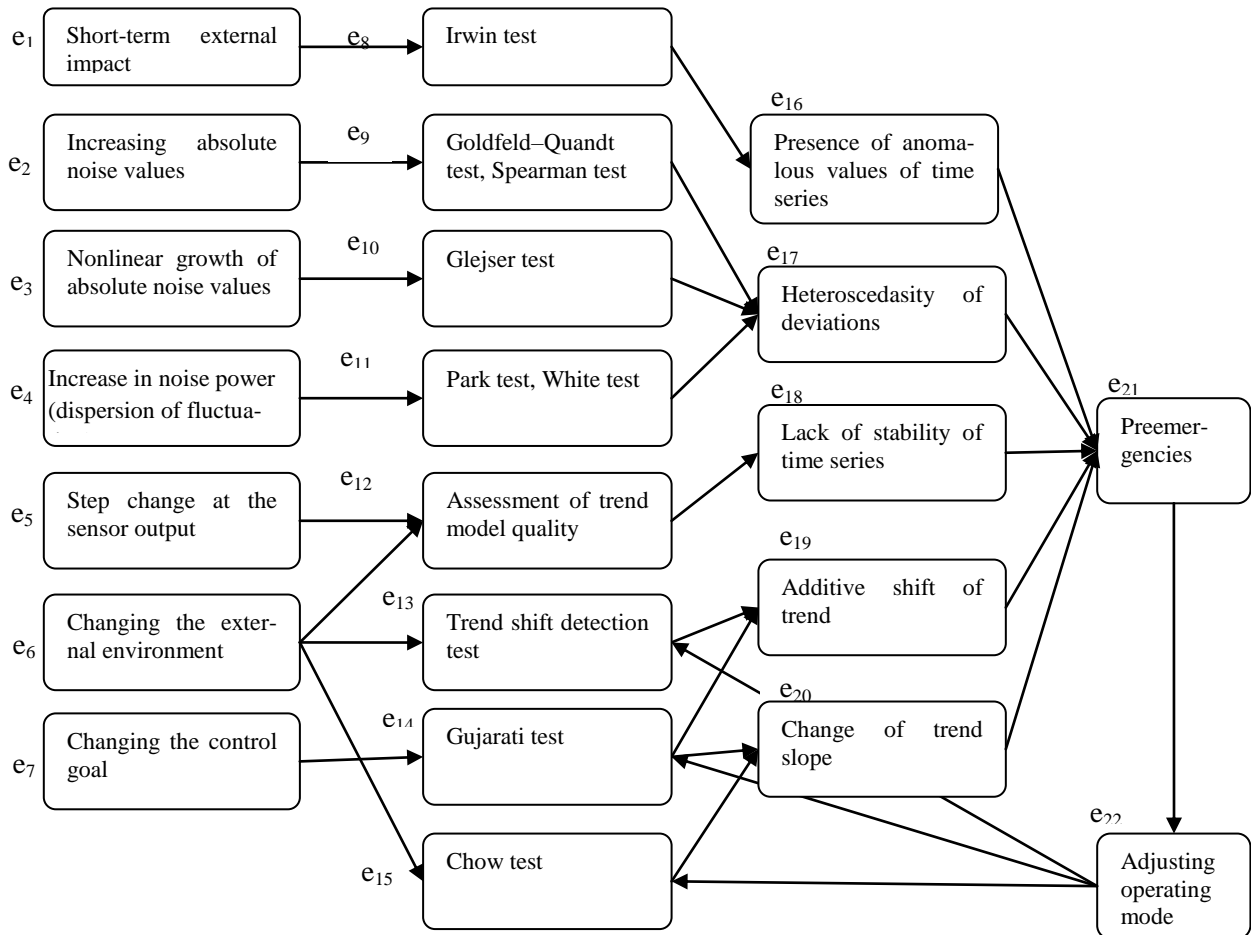 e1
Short-term external
impact
e8
Irwin test
e2
Increasing absolute
noise values
e9
Goldfeld–Quandt
test, Spearman test
e16
Presence of anoma-
lous values of time
series
e3
Nonlinear growth of
absolute noise values
e10
Glejser test
e17
Heteroscedasity of
deviations
e4
Increase in noise power
(dispersion of fluctua-
e11
Park test, White test
e18
Lack of stability of
time series
e21
Preemer-
gencies
e5
Step change at the
sensor output
e12
Assessment of trend
model quality
e19
Additive shift of
trend
e6
Changing the exter-
nal environment
e13
Trend shift detection
test
e20
Change of trend
slope
e7
Changing the control
goal
e14
Gujarati test
e15
Chow test
e22
Adjusting
operating
mode